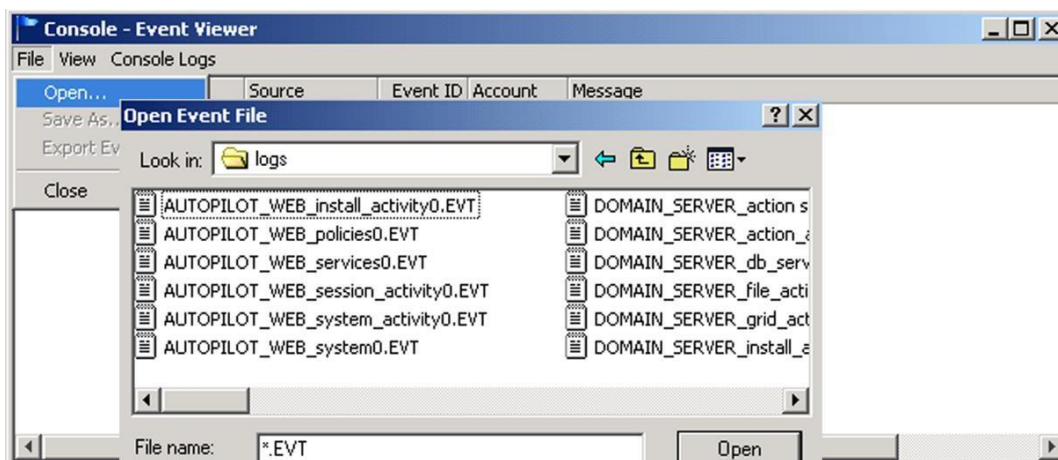 Console - Event Viewer
File View Console Logs
Open...
Source Event ID Account Message
Save As..
Open Event File
Export Ev
Look in: logs
Close
AUTOPILOT_WEB_install_activity0.EVT
AUTOPILOT_WEB_policies0.EVT
AUTOPILOT_WEB_services0.EVT
AUTOPILOT_WEB_session_activity0.EVT
AUTOPILOT_WEB_system_activity0.EVT
AUTOPILOT_WEB_system0.EVT
DOMAIN_SERVER_action s
DOMAIN_SERVER_action_a
DOMAIN_SERVER_db_serv
DOMAIN_SERVER_file_acti
DOMAIN_SERVER_grid_act
DOMAIN_SERVER_install_a
File name: *.EVT Open